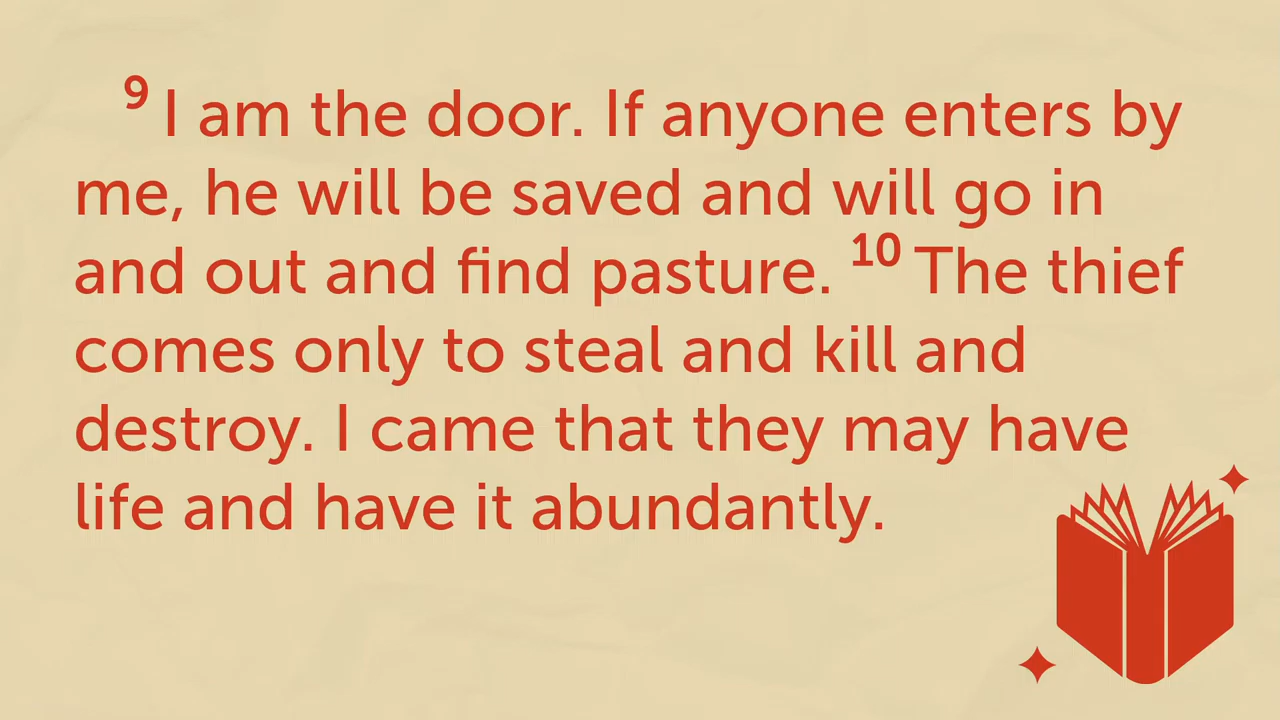 9 I am the door. If anyone enters by
me, he will be saved and will go in
and out and find pasture. 10 The thief
comes only to steal and kill and
destroy. I came that they may have
life and have it abundantly.